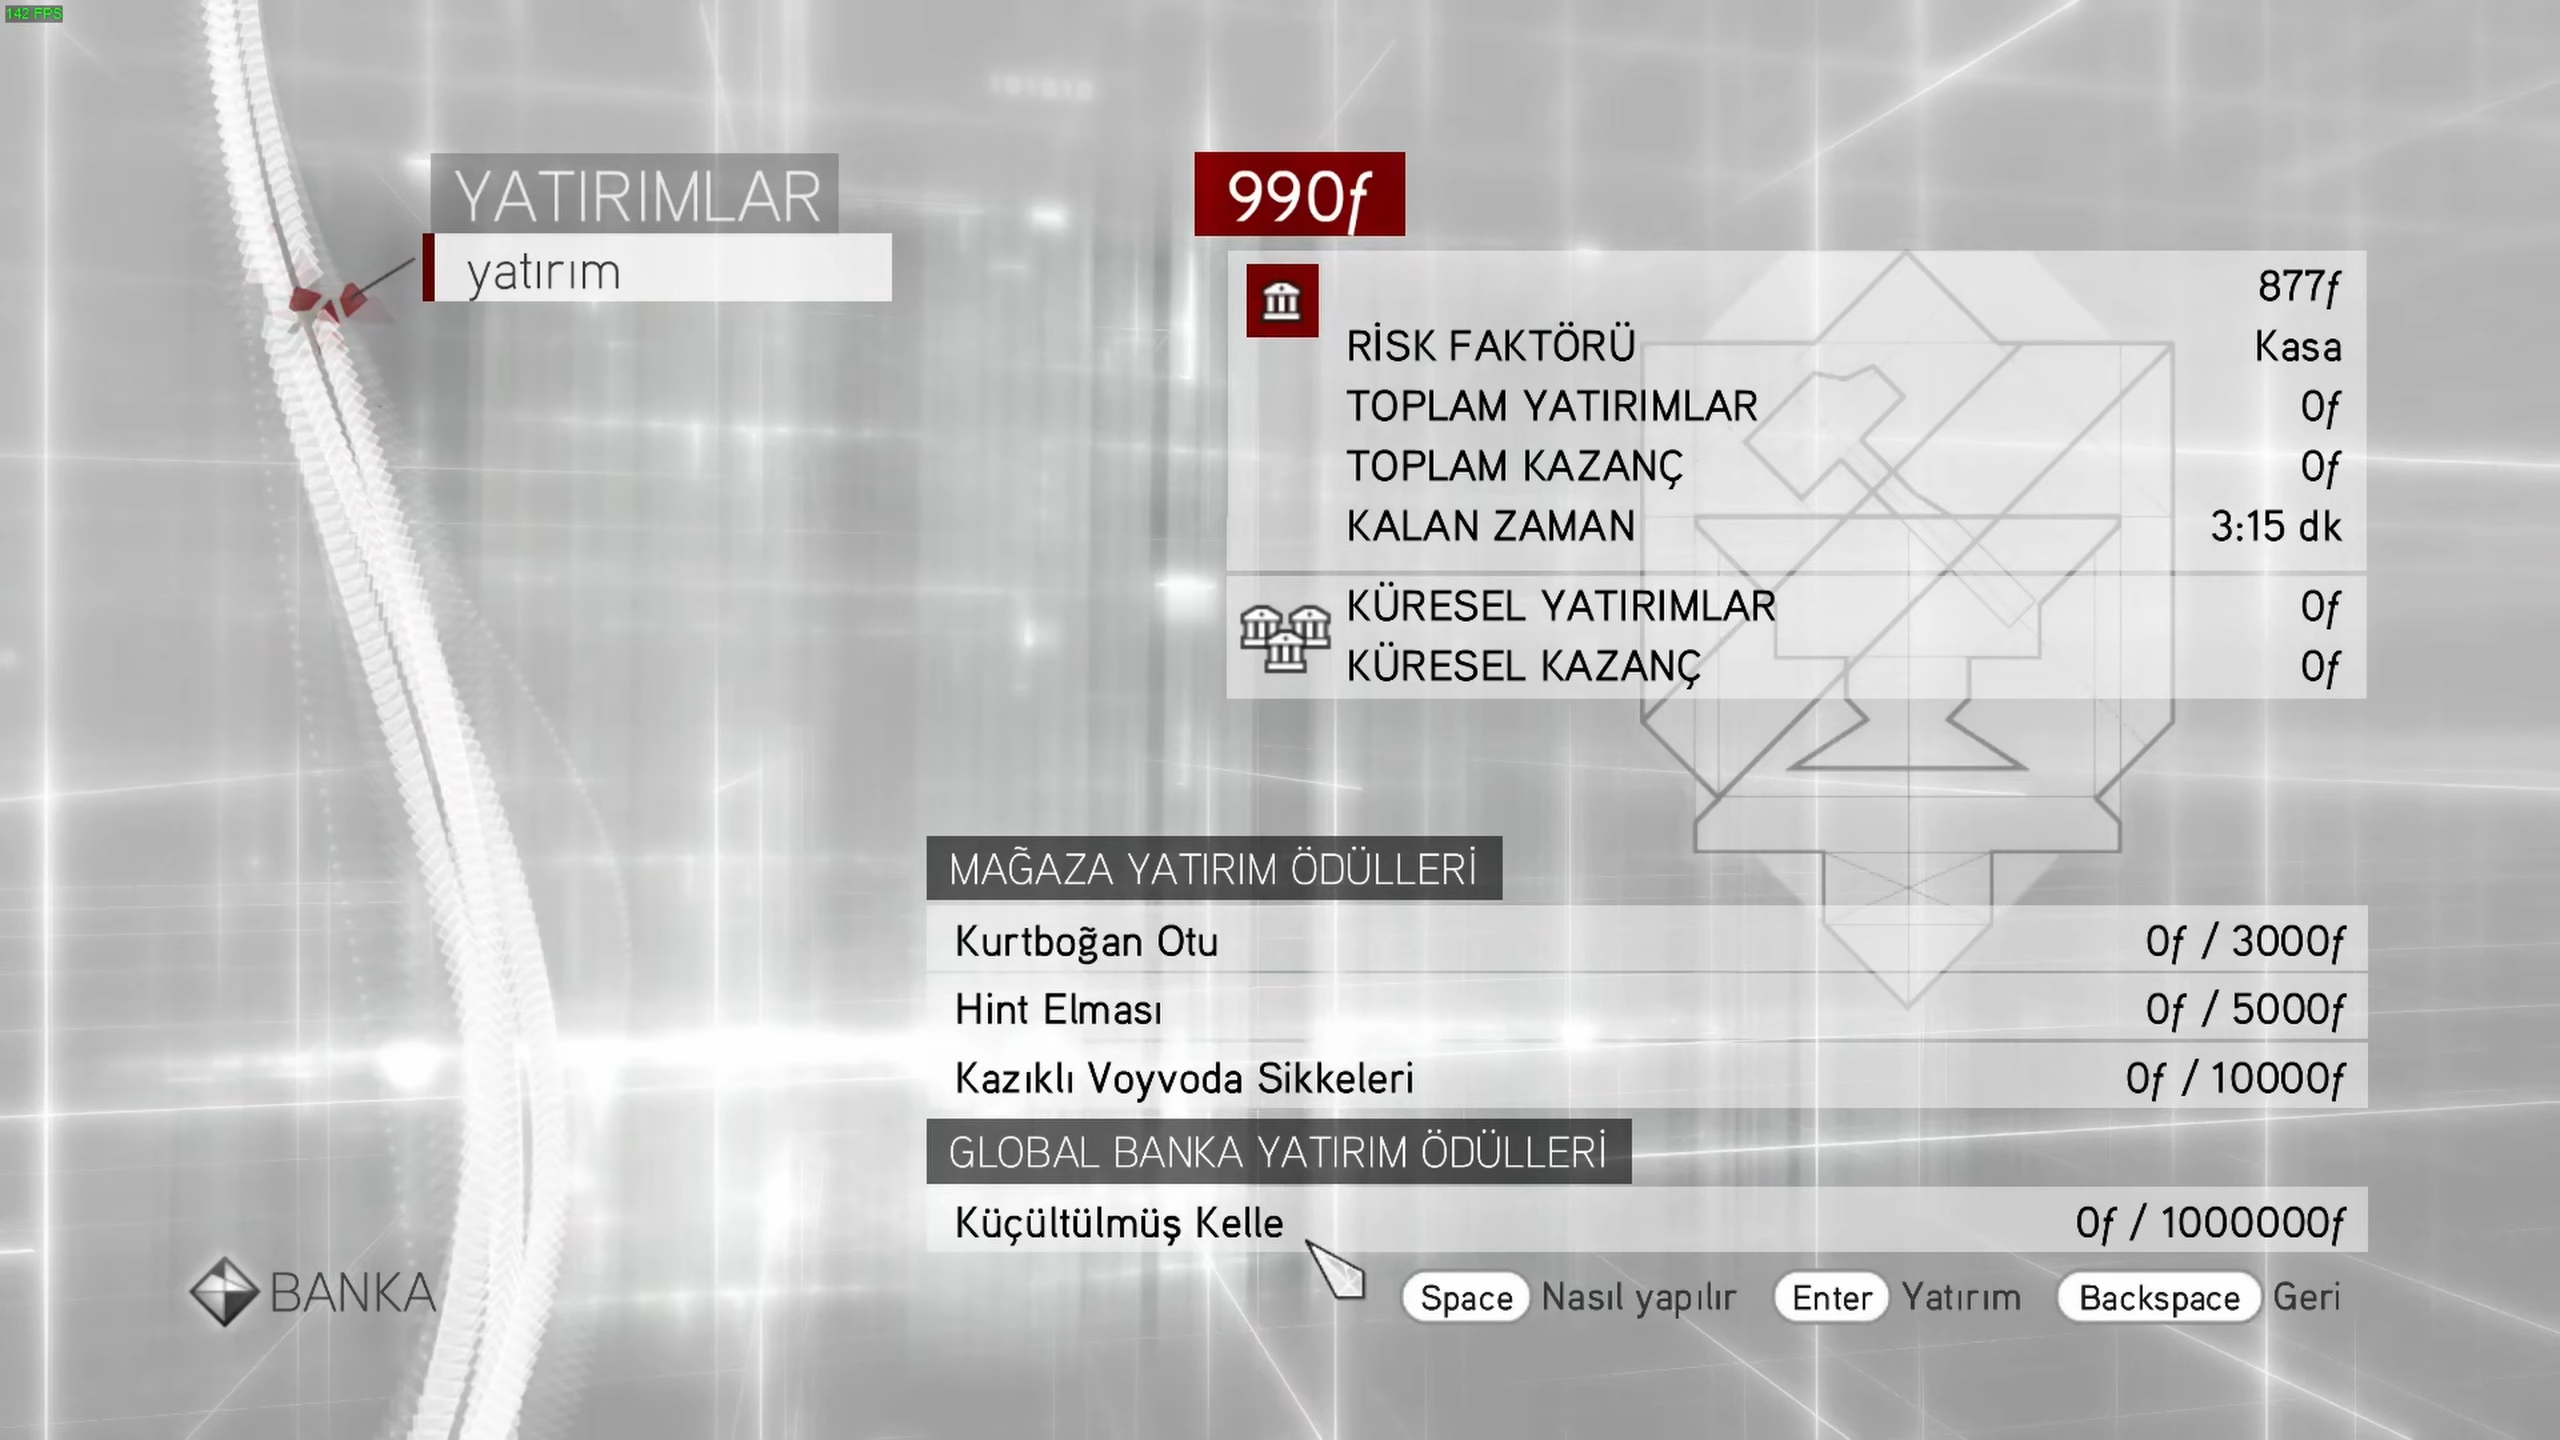 142 FPS
101010
YATIRIMLAR
yatırım
990f
877f
RİSK FAKTÖRÜ Kasa
TOPLAM YATIRIMLAR 0f
TOPLAM KAZANÇ 0f
KALAN ZAMAN 3:15 dk
KÜRESEL YATIRIMLAR 0f
KÜRESEL KAZANÇ 0f
MAĞAZA YATIRIM ÖDÜLLERİ
Kurtboğan Otu 0f / 3000f
Hint Elması 0f / 5000f
Kazıklı Voyvoda Sikkeleri 0f / 10000f
GLOBAL BANKA YATIRIM ÖDÜLLERİ
Küçültülmüş Kelle 0f / 1000000f
BANKA
Space Nasıl yapılır Enter Yatırım Backspace Geri